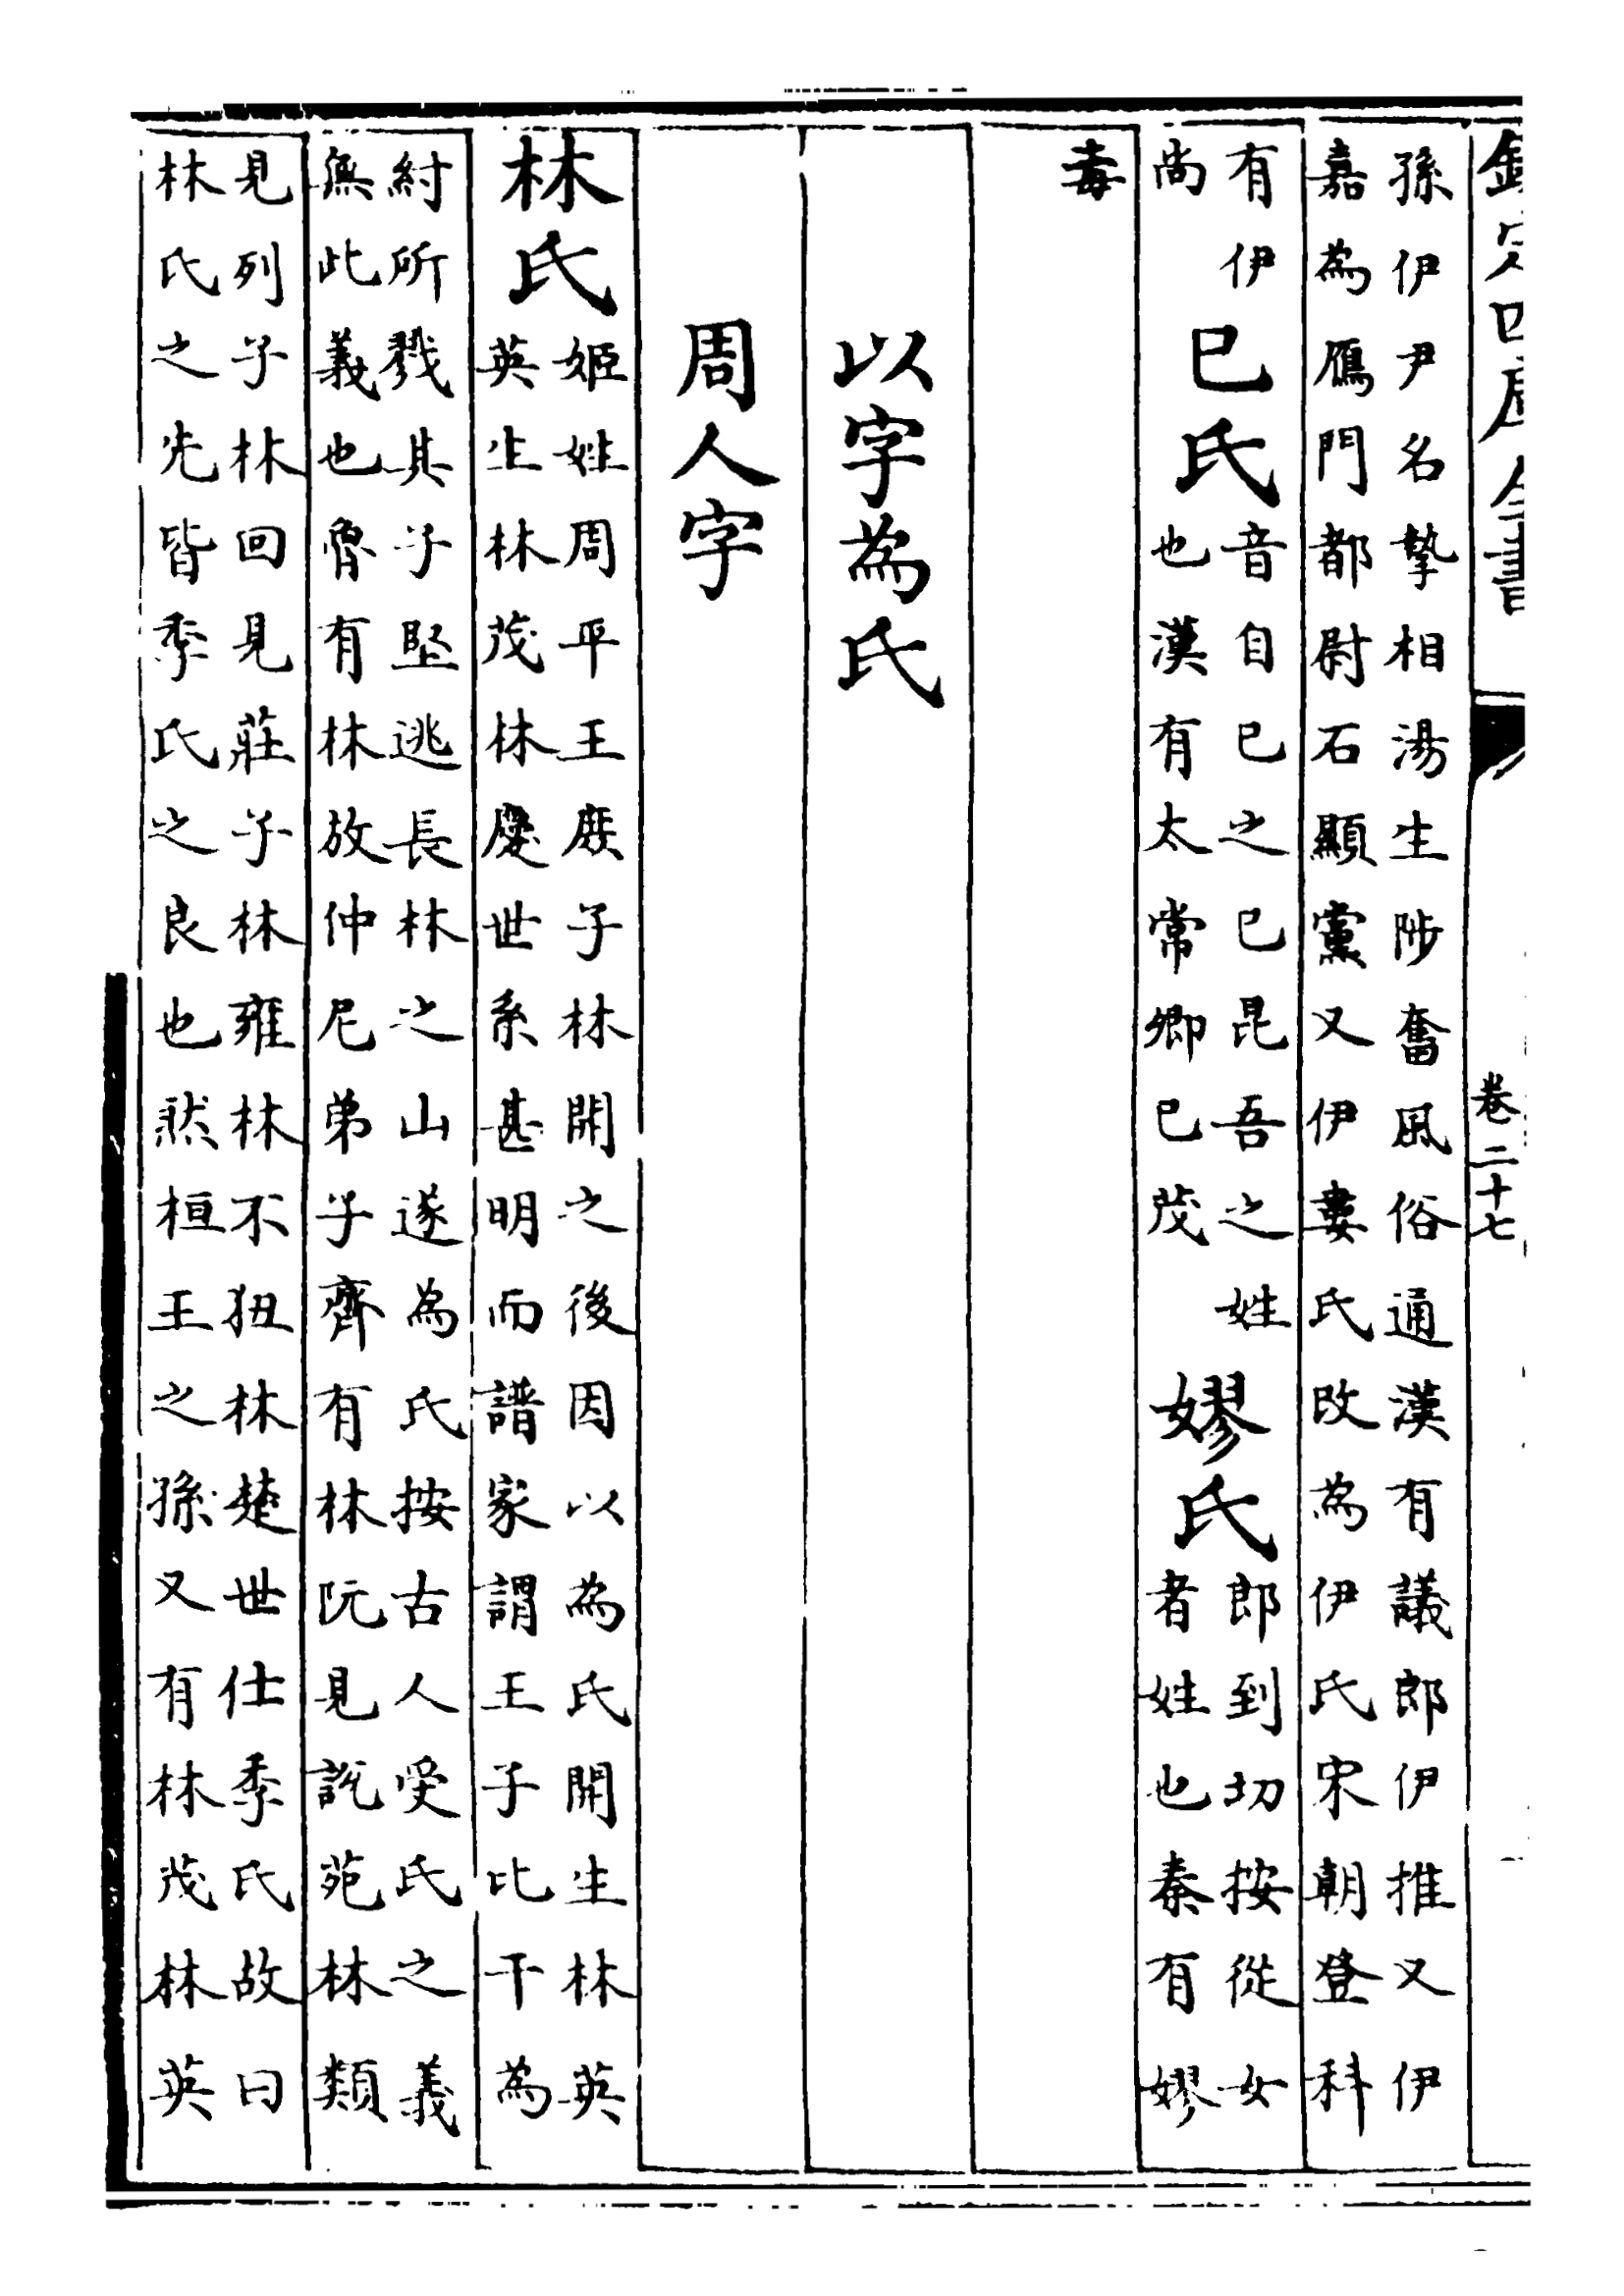 欽定四庫全書
卷二十七
孫伊尹名摯相湯生陟奮風俗通漢有議郎伊推又伊
嘉為鴈門都尉石顯黨又伊婁氏改為伊氏宋朝登科
有伊
尚
巳氏
音自巳之巳昆吾之姓
也漢有太常卿巳茂
嫪氏
郎到切按從女
者姓也秦有嫪
毒
以字為氏
周人字
林氏
姬姓周平王庶子林開之後因以為氏開生林英
英生林茂林慶世系甚明而譜家謂王子比干為
紂所戮其子堅逃長林之山遂為氏按古人受氏之義
無此義也魯有林放仲尼弟子齊有林阮見説苑林類
見列子林回見莊子林雍林不狃林楚世仕季氏故曰
林氏之先皆季氏之良也然桓王之孫又有林茂林英